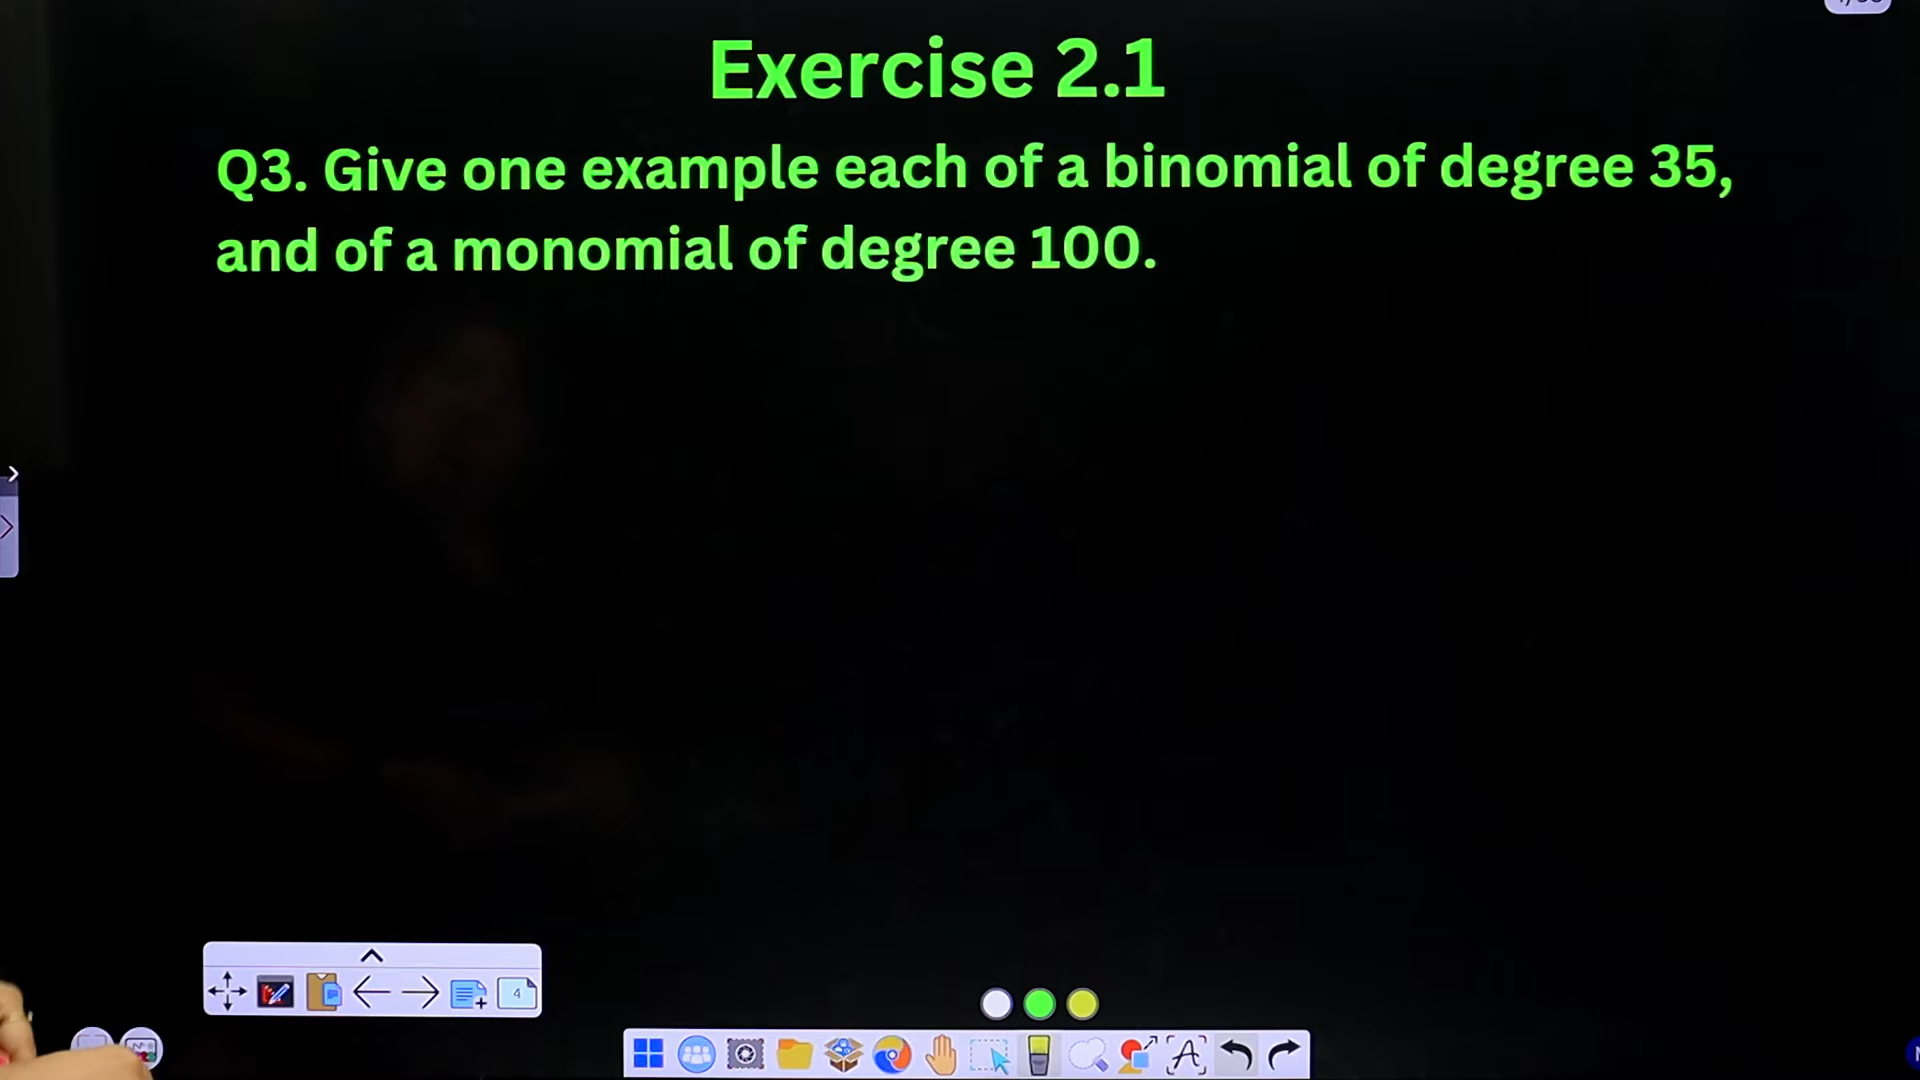 Exercise 2.1
Q3. Give one example each of a binomial of degree 35,
and of a monomial of degree 100.
4